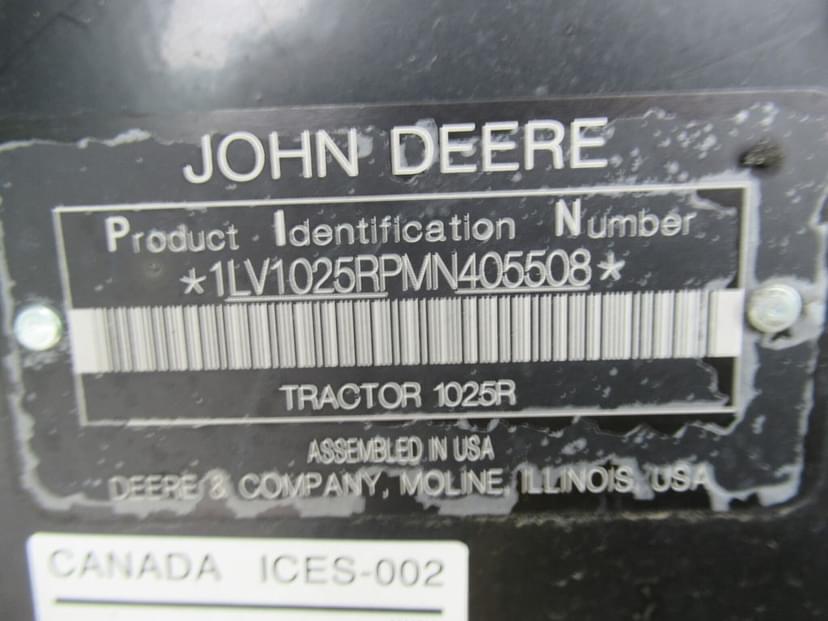 JOHN DEERE
Product Identification Number
*1LV1025RPMN405508*
TRACTOR 1025R
ASSEMBLED IN USA
DEERE & COMPANY, MOLINE, ILLINOIS, USA
CANADA ICES-002